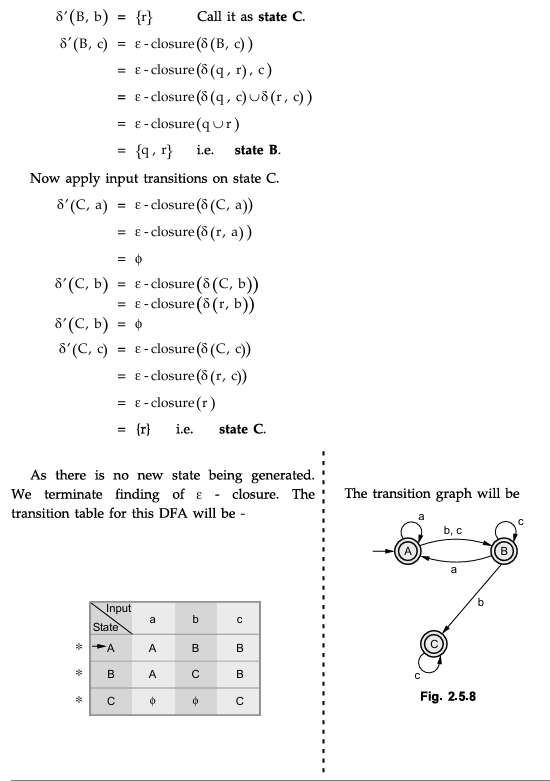 δ′(B, b) = {r} Call it as state C.
δ′(B, c) = ε - closure(δ(B, c))
= ε - closure(δ(q, r), c)
= ε - closure(δ(q, c)∪δ(r, c))
= ε - closure(q ∪ r)
= {q, r} i.e. state B.
Now apply input transitions on state C.
δ′(C, a) = ε - closure(δ(C, a))
= ε - closure(δ(r, a))
= ϕ
δ′(C, b) = ε - closure(δ(C, b))
= ε - closure(δ(r, b))
δ′(C, b) = ϕ
δ′(C, c) = ε - closure(δ(C, c))
= ε - closure(δ(r, c))
= ε - closure(r)
= {r} i.e. state C.
As there is no new state being generated.
We terminate finding of ε - closure. The
transition table for this DFA will be -
Input
State
a b c
* → A A B B
* B A C B
* C ϕ ϕ C
The transition graph will be
a
b, c
c
A
B
a
b
C
c
Fig. 2.5.8